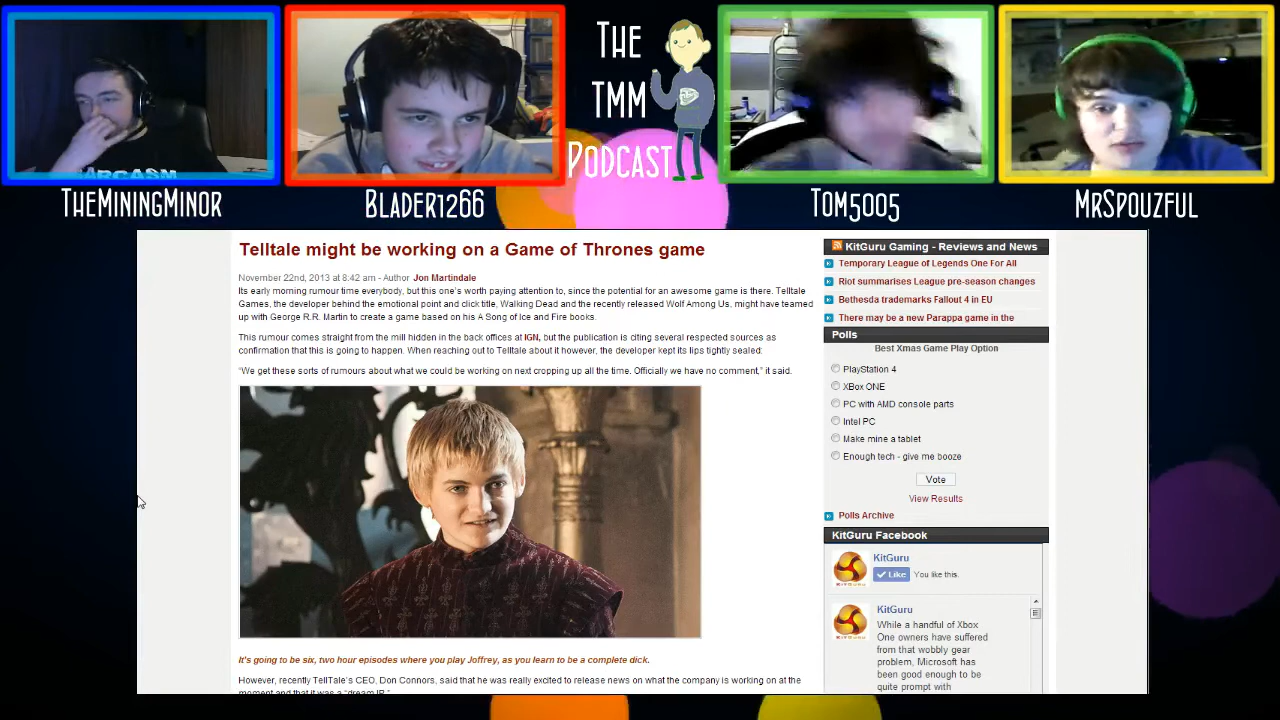 THE
TMM
PODCAST
THEMININGMINOR
BLADER1266
TOM5005
MRSPOUZFUL
Telltale might be working on a Game of Thrones game
November 22nd, 2013 at 8:42 am - Author Jon Martindale
Its early morning rumour time everybody, but this one's worth paying attention to, since the potential for an awesome game is there. Telltale
Games, the developer behind the emotional point and click title, Walking Dead and the recently released Wolf Among Us, might have teamed
up with George R.R. Martin to create a game based on his A Song of Ice and Fire books.
This rumour comes straight from the mill hidden in the back offices at IGN, but the publication is citing several respected sources as
confirmation that this is going to happen. When reaching out to Telltale about it however, the developer kept its lips tightly sealed:
“We get these sorts of rumours about what we could be working on next cropping up all the time. Officially we have no comment,” it said.
It's going to be six, two hour episodes where you play Joffrey, as you learn to be a complete dick.
However, recently TellTale's CEO, Don Connors, said that he was really excited to release news on what the company is working on at the
moment and that it was a “dream IP.”
KitGuru Gaming - Reviews and News
Temporary League of Legends One For All
Riot summarises League pre-season changes
Bethesda trademarks Fallout 4 in EU
There may be a new Parappa game in the
Polls
Best Xmas Game Play Option
PlayStation 4
XBox ONE
PC with AMD console parts
Intel PC
Make mine a tablet
Enough tech - give me booze
Vote
View Results
Polls Archive
KitGuru Facebook
KitGuru
Like You like this.
KitGuru
While a handful of Xbox
One owners have suffered
from that wobbly gear
problem, Microsoft has
been good enough to be
quite prompt with